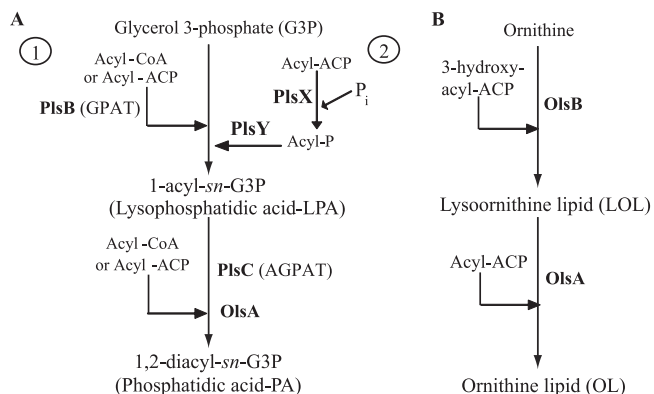 A
Glycerol 3-phosphate (G3P)
1
Acyl-CoA
or Acyl-ACP
PlsB (GPAT)
2
Acyl-ACP
PlsX
Pi
PlsY
Acyl-P
1-acyl-sn-G3P
(Lysophosphatidic acid-LPA)
Acyl-CoA
or Acyl-ACP
PlsC (AGPAT)
OlsA
1,2-diacyl-sn-G3P
(Phosphatidic acid-PA)
B
Ornithine
3-hydroxy-
acyl-ACP
OlsB
Lysoornithine lipid (LOL)
Acyl-ACP
OlsA
Ornithine lipid (OL)